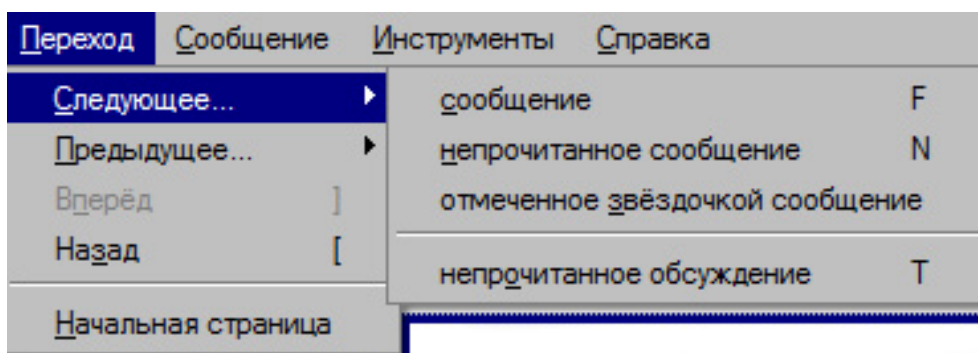 Переход Сообщение Инструменты Справка
Следующее...
Предыдущее...
Вперёд ]
Назад [
Начальная страница
сообщение F
непрочитанное сообщение N
отмеченное звёздочкой сообщение
непрочитанное обсуждение T